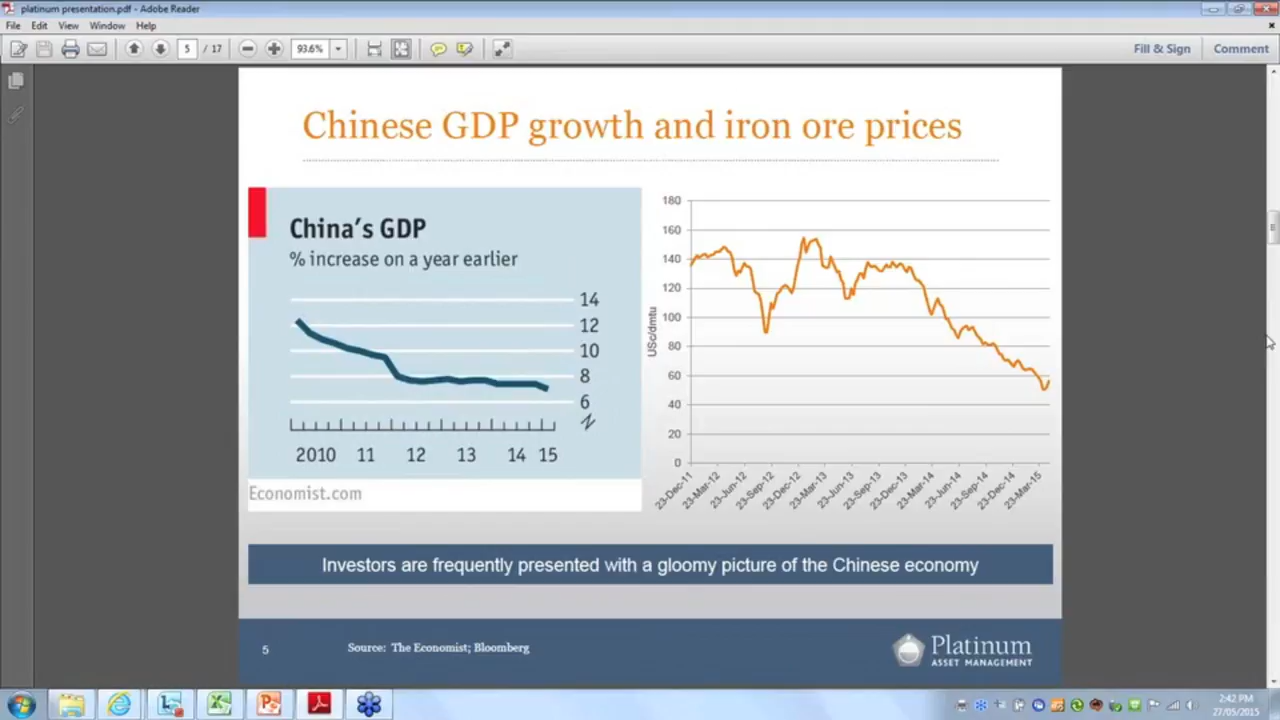 platinum presentation.pdf - Adobe Reader
File Edit View Window Help
5 / 17 93.6% Fill & Sign Comment
Chinese GDP growth and iron ore prices
China's GDP
% increase on a year earlier
14
12
10
8
6
2010 11 12 13 14 15
Economist.com
180
160
140
120
100
80
60
40
20
0
USc/dmtu
23-Dec-11 23-Mar-12 23-Jun-12 23-Sep-12 23-Dec-12 23-Mar-13 23-Jun-13 23-Sep-13 23-Dec-13 23-Mar-14 23-Jun-14 23-Sep-14 23-Dec-14 23-Mar-15
Investors are frequently presented with a gloomy picture of the Chinese economy
5
Source: The Economist; Bloomberg
Platinum
ASSET MANAGEMENT
2:42 PM
27/05/2015